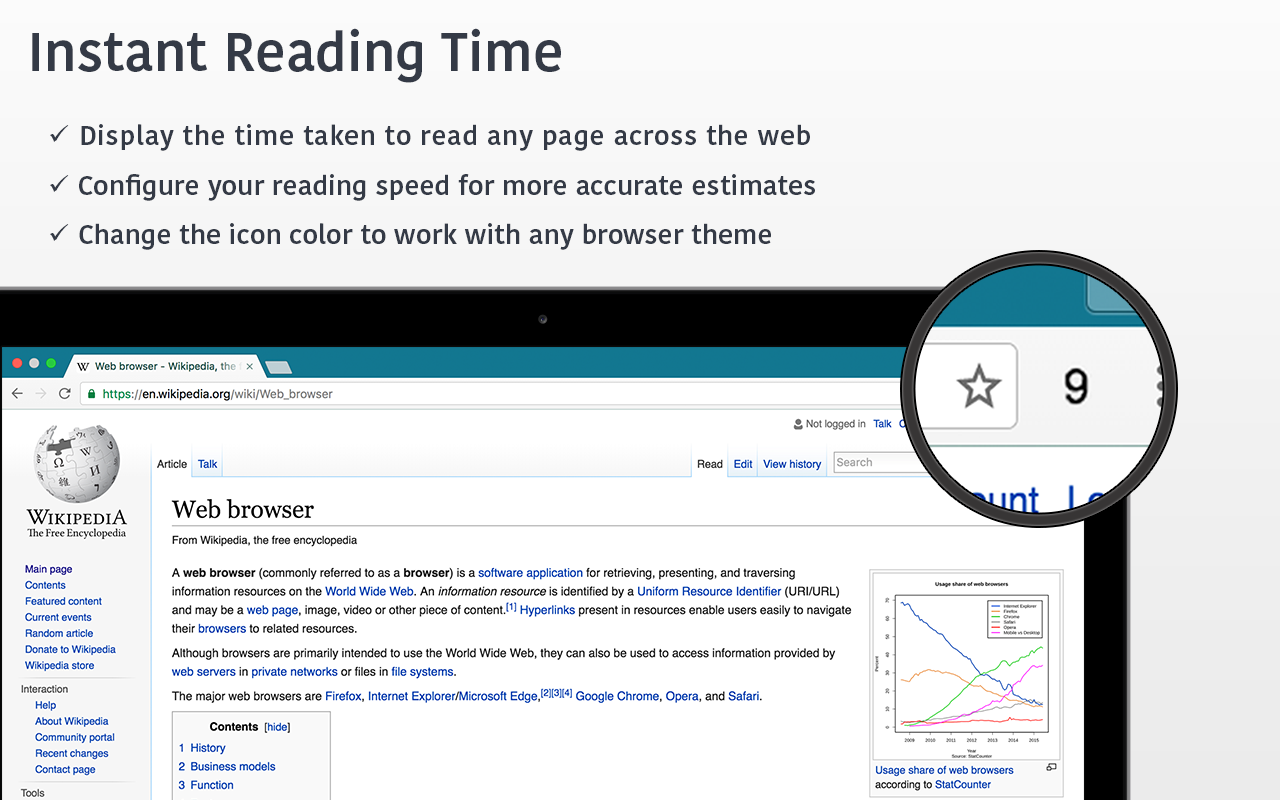 Instant Reading Time
✓ Display the time taken to read any page across the web
✓ Configure your reading speed for more accurate estimates
✓ Change the icon color to work with any browser theme
9
Web browser - Wikipedia, the
https://en.wikipedia.org/wiki/Web_browser
Not logged in Talk
Article Talk Read Edit View history Search
WIKIPEDIA
The Free Encyclopedia
Main page
Contents
Featured content
Current events
Random article
Donate to Wikipedia
Wikipedia store
Interaction
Help
About Wikipedia
Community portal
Recent changes
Contact page
Tools
Web browser
From Wikipedia, the free encyclopedia
A web browser (commonly referred to as a browser) is a software application for retrieving, presenting, and traversing
information resources on the World Wide Web. An information resource is identified by a Uniform Resource Identifier (URI/URL)
and may be a web page, image, video or other piece of content.[1] Hyperlinks present in resources enable users easily to navigate
their browsers to related resources.
Although browsers are primarily intended to use the World Wide Web, they can also be used to access information provided by
web servers in private networks or files in file systems.
The major web browsers are Firefox, Internet Explorer/Microsoft Edge,[2][3][4] Google Chrome, Opera, and Safari.
Contents [hide]
1 History
2 Business models
3 Function
Usage share of web browsers
Internet Explorer
Firefox
Chrome
Safari
Opera
Mobile vs Desktop
Percent
70
60
50
40
30
20
10
0
2009 2010 2011 2012 2013 2014 2015
Year
Source: StatCounter
Usage share of web browsers
according to StatCounter